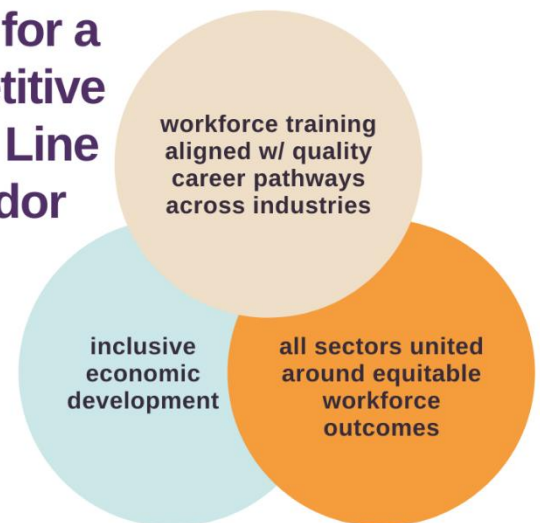 for a
titive
Line
dor
workforce training
aligned w/ quality
career pathways
across industries
inclusive
economic
development
all sectors united
around equitable
workforce
outcomes